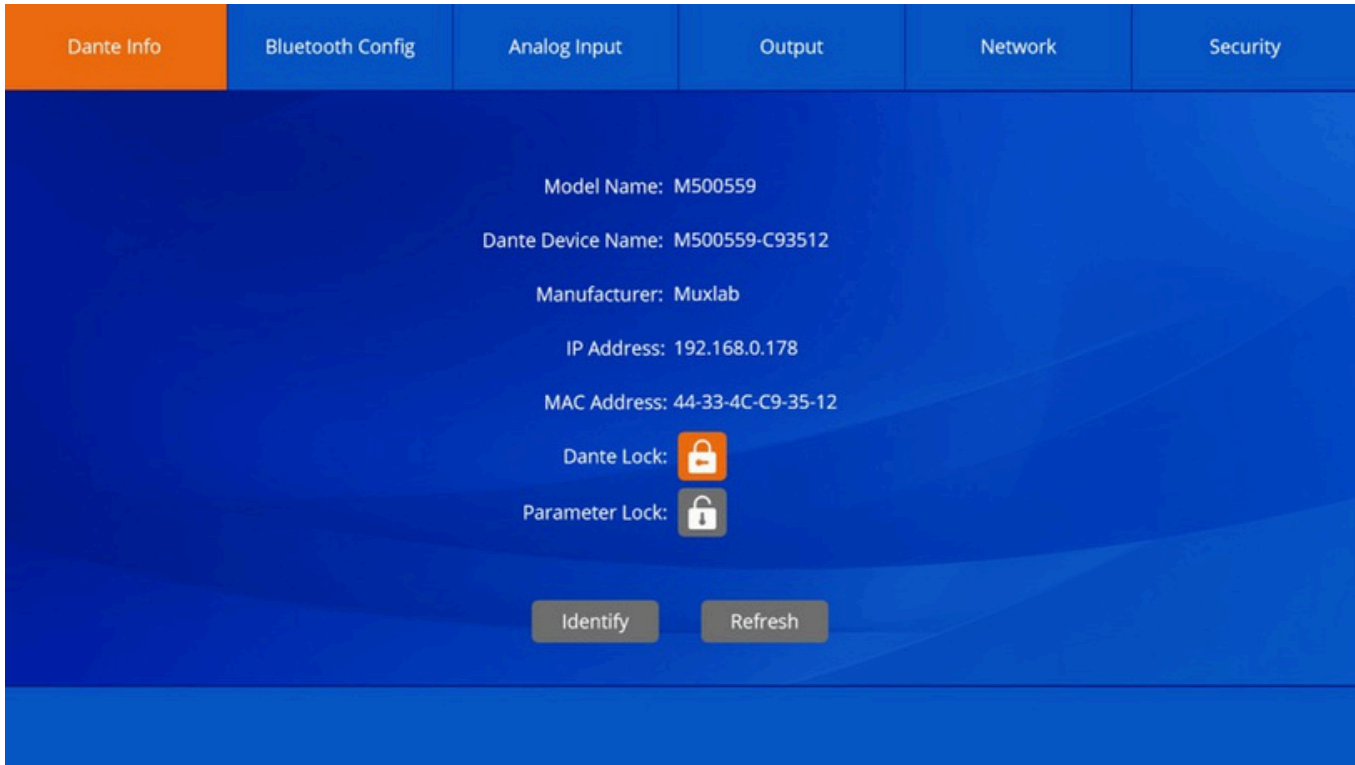 Dante Info Bluetooth Config Analog Input Output Network Security
Model Name: M500559
Dante Device Name: M500559-C93512
Manufacturer: Muxlab
IP Address: 192.168.0.178
MAC Address: 44-33-4C-C9-35-12
Dante Lock:
Parameter Lock:
Identify Refresh